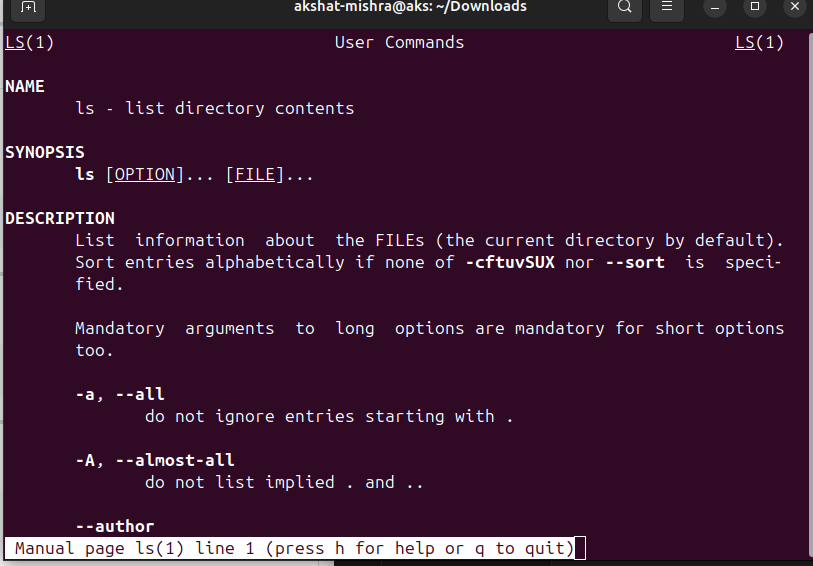 akshat-mishra@aks: ~/Downloads
LS(1) User Commands LS(1)
NAME
ls - list directory contents
SYNOPSIS
ls [OPTION]... [FILE]...
DESCRIPTION
List information about the FILEs (the current directory by default).
Sort entries alphabetically if none of -cftuvSUX nor --sort is speci-
fied.
Mandatory arguments to long options are mandatory for short options
too.
-a, --all
do not ignore entries starting with .
-A, --almost-all
do not list implied . and ..
--author
Manual page ls(1) line 1 (press h for help or q to quit)